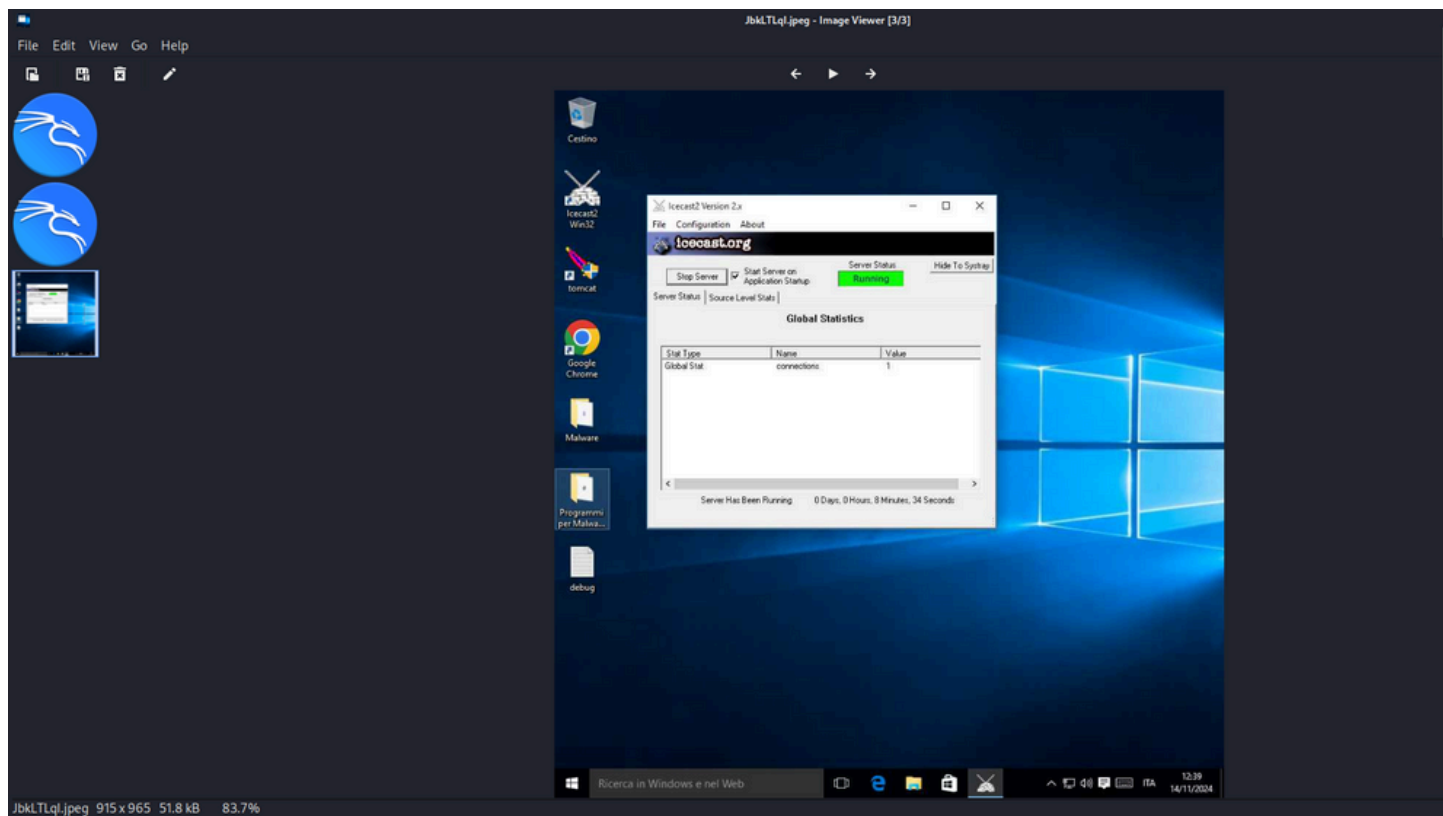 JbkLTLqI.jpeg - Image Viewer [3/3]
File Edit View Go Help
Cestino
Icecast2
Win32
tomcat
Google
Chrome
Malware
Programmi
per Malwa...
debug
Icecast2 Version 2.x
File Configuration About
icecast.org
Stop Server
Start Server on
Application Startup
Server Status
Running
Hide To Systray
Server Status
Source Level Stats
Global Statistics
Stat Type Name Value
Global Stat connections 1
Server Has Been Running 0 Days, 0 Hours, 8 Minutes, 34 Seconds
Ricerca in Windows e nel Web
ITA
12:39
14/11/2024
JbkLTLqI.jpeg 915 x 965 51.8 kB 83.7%